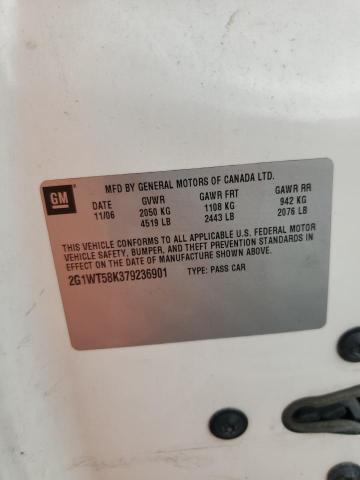 GM
MFD BY GENERAL MOTORS OF CANADA LTD.
DATE GVWR GAWR FRT GAWR RR
11/06 2050 KG 1108 KG 942 KG
4519 LB 2443 LB 2076 LB
THIS VEHICLE CONFORMS TO ALL APPLICABLE U.S. FEDERAL MOTOR
VEHICLE SAFETY, BUMPER, AND THEFT PREVENTION STANDARDS
IN EFFECT ON THE DATE OF MANUFACTURE SHOWN ABOVE.
2G1WT58K379236901 TYPE: PASS CAR